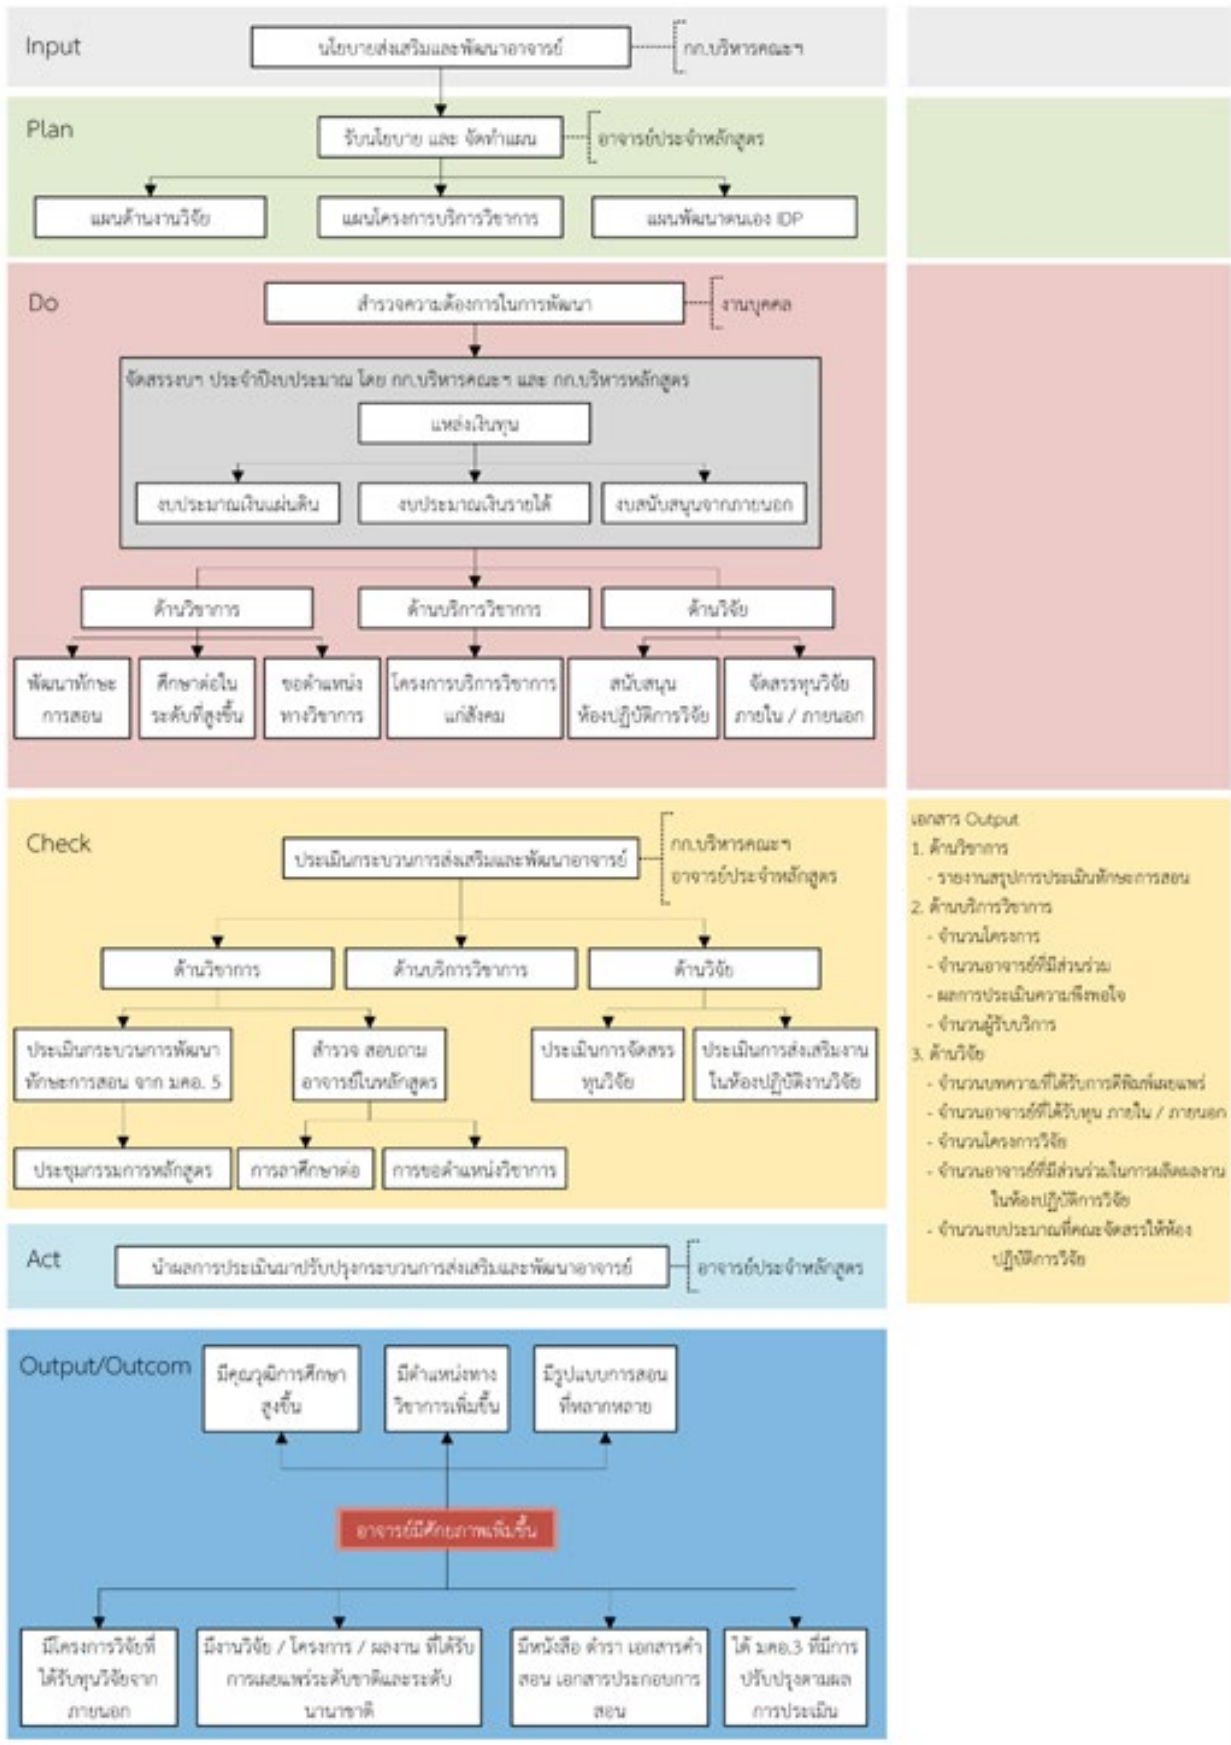 Input
นโยบายส่งเสริมและพัฒนาอาจารย์
กก.บริหารคณะฯ
Plan
รับนโยบาย และ จัดทำแผน
อาจารย์ประจำหลักสูตร
แผนด้านงานวิจัย
แผนโครงการบริการวิชาการ
แผนพัฒนาตนเอง IDP
Do
สำรวจความต้องการในการพัฒนา
งานบุคคล
จัดสรรงบฯ ประจำปีงบประมาณ โดย กก.บริหารคณะฯ และ กก.บริหารหลักสูตร
แหล่งเงินทุน
งบประมาณเงินแผ่นดิน
งบประมาณเงินรายได้
งบสนับสนุนจากภายนอก
ด้านวิชาการ
ด้านบริการวิชาการ
ด้านวิจัย
พัฒนาทักษะ
การสอน
ศึกษาต่อใน
ระดับที่สูงขึ้น
ขอตำแหน่ง
ทางวิชาการ
โครงการบริการวิชาการ
แก่สังคม
สนับสนุน
ห้องปฏิบัติการวิจัย
จัดสรรทุนวิจัย
ภายใน / ภายนอก
Check
ประเมินกระบวนการส่งเสริมและพัฒนาอาจารย์
กก.บริหารคณะฯ
อาจารย์ประจำหลักสูตร
ด้านวิชาการ
ด้านบริการวิชาการ
ด้านวิจัย
ประเมินกระบวนการพัฒนา
ทักษะการสอน จาก มคอ. 5
สำรวจ สอบถาม
อาจารย์ในหลักสูตร
ประเมินการจัดสรร
ทุนวิจัย
ประเมินการส่งเสริมงาน
ในห้องปฏิบัติงานวิจัย
ประชุมกรรมการหลักสูตร
การลาศึกษาต่อ
การขอตำแหน่งวิชาการ
เอกสาร Output
1. ด้านวิชาการ
- รายงานสรุปการประเมินทักษะการสอน
2. ด้านบริการวิชาการ
- จำนวนโครงการ
- จำนวนอาจารย์ที่มีส่วนร่วม
- ผลการประเมินความพึงพอใจ
- จำนวนผู้รับบริการ
3. ด้านวิจัย
- จำนวนบทความที่ได้รับการตีพิมพ์เผยแพร่
- จำนวนอาจารย์ที่ได้รับทุน ภายใน / ภายนอก
- จำนวนโครงการวิจัย
- จำนวนอาจารย์ที่มีส่วนร่วมในการผลิตผลงาน
ในห้องปฏิบัติการวิจัย
- จำนวนงบประมาณที่คณะจัดสรรให้ห้อง
ปฏิบัติการวิจัย
Act
นำผลการประเมินมาปรับปรุงกระบวนการส่งเสริมและพัฒนาอาจารย์
อาจารย์ประจำหลักสูตร
Output/Outcom
มีคุณวุฒิการศึกษา
สูงขึ้น
มีตำแหน่งทาง
วิชาการเพิ่มขึ้น
มีรูปแบบการสอน
ที่หลากหลาย
อาจารย์มีศักยภาพเพิ่มขึ้น
มีโครงการวิจัยที่
ได้รับทุนวิจัยจาก
ภายนอก
มีงานวิจัย / โครงการ / ผลงาน ที่ได้รับ
การเผยแพร่ระดับชาติและระดับ
นานาชาติ
มีหนังสือ ตำรา เอกสารคำ
สอน เอกสารประกอบการ
สอน
ได้ มคอ.3 ที่มีการ
ปรับปรุงตามผล
การประเมิน